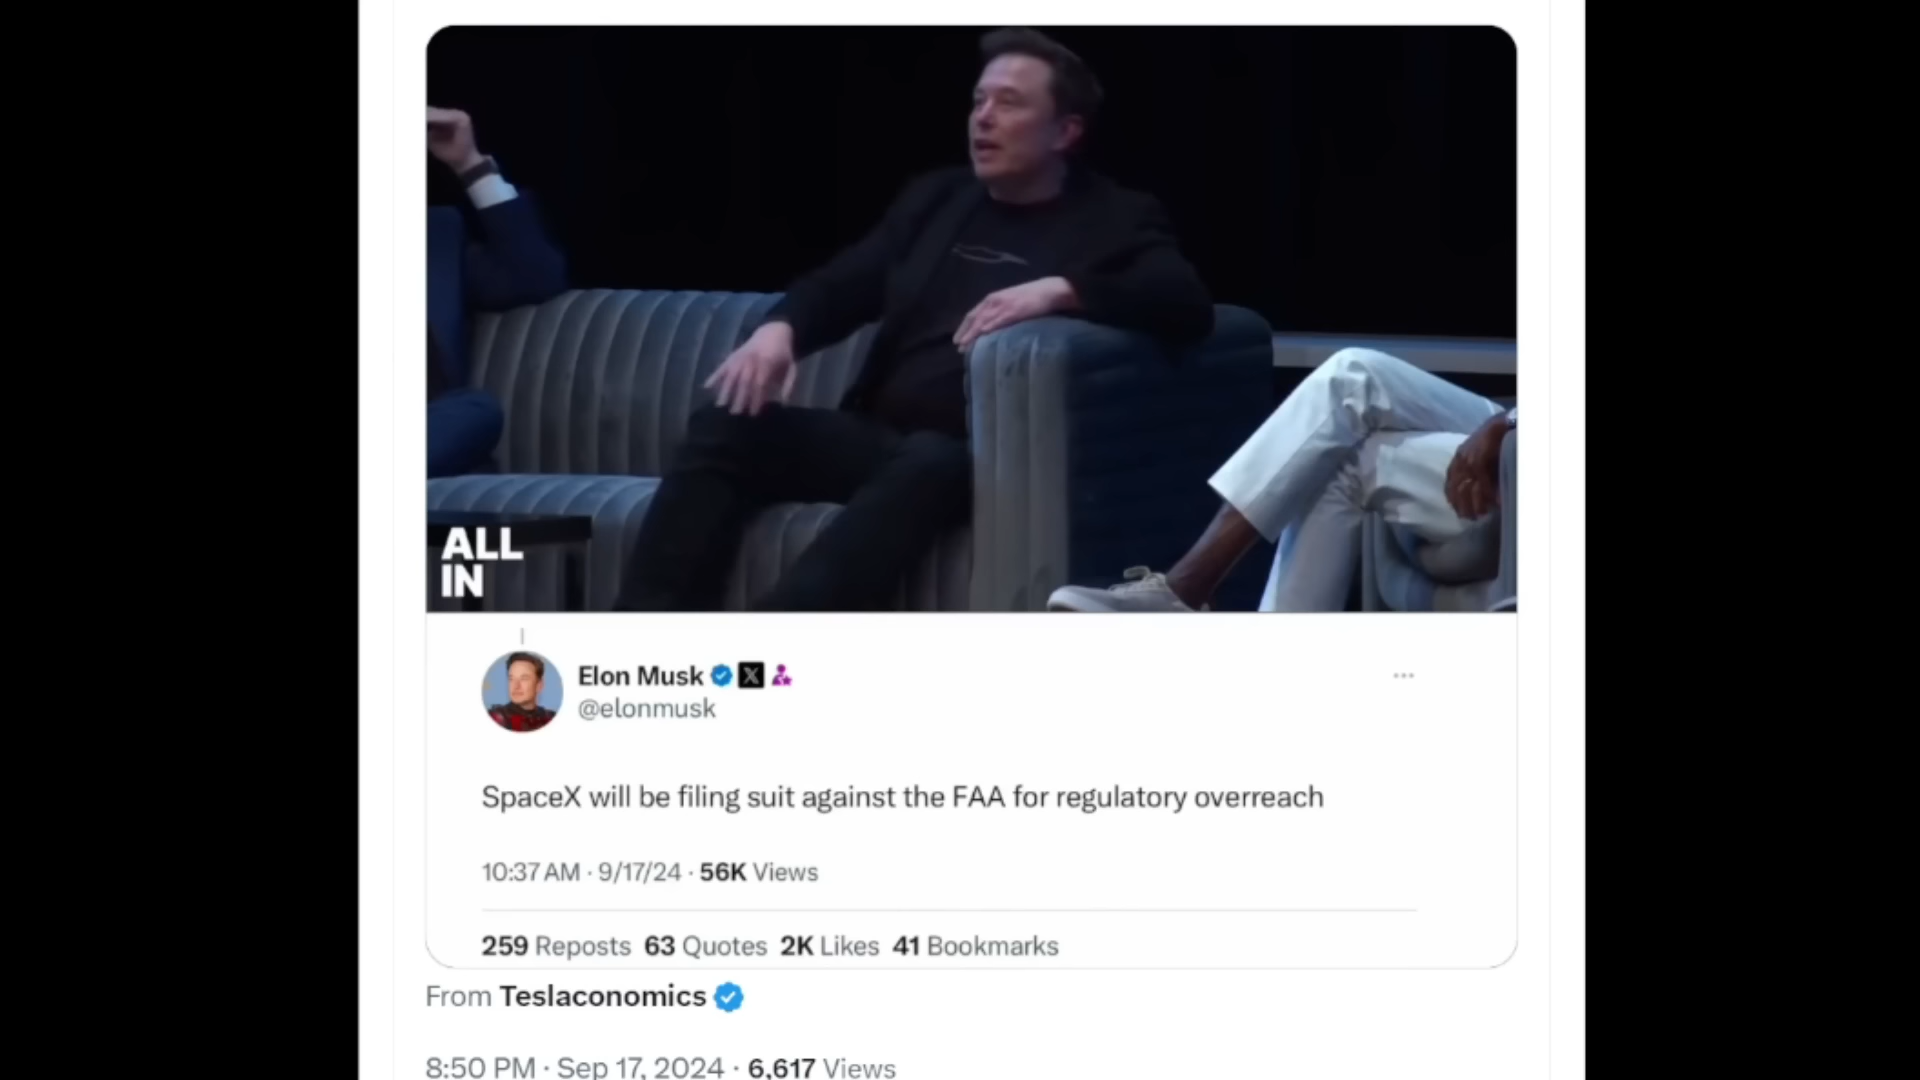 ALL
IN
Elon Musk
@elonmusk
SpaceX will be filing suit against the FAA for regulatory overreach
10:37 AM · 9/17/24 · 56K Views
259 Reposts 63 Quotes 2K Likes 41 Bookmarks
From Teslaconomics
8:50 PM · Sep 17, 2024 · 6,617 Views